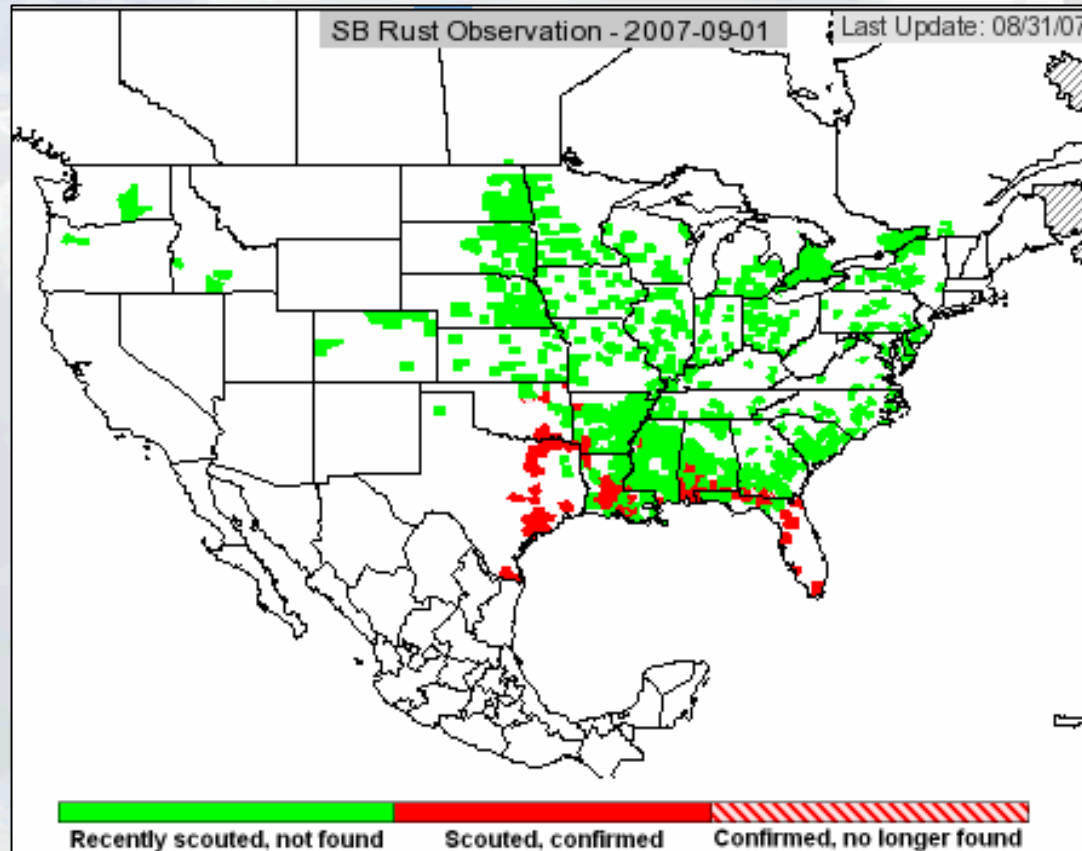 SB Rust Observation - 2007-09-01
Last Update: 08/31/07
Recently scouted, not found
Scouted, confirmed
Confirmed, no longer found